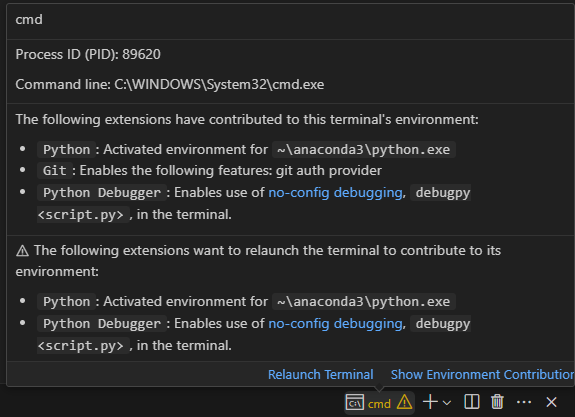 cmd
Process ID (PID): 89620
Command line: C:\WINDOWS\System32\cmd.exe
The following extensions have contributed to this terminal's environment:
• Python: Activated environment for ~\anaconda3\python.exe
• Git: Enables the following features: git auth provider
• Python Debugger: Enables use of no-config debugging, debugpy
<script.py>, in the terminal.
⚠ The following extensions want to relaunch the terminal to contribute to its
environment:
• Python: Activated environment for ~\anaconda3\python.exe
• Python Debugger: Enables use of no-config debugging, debugpy
<script.py>, in the terminal.
Relaunch Terminal Show Environment Contribution
cmd